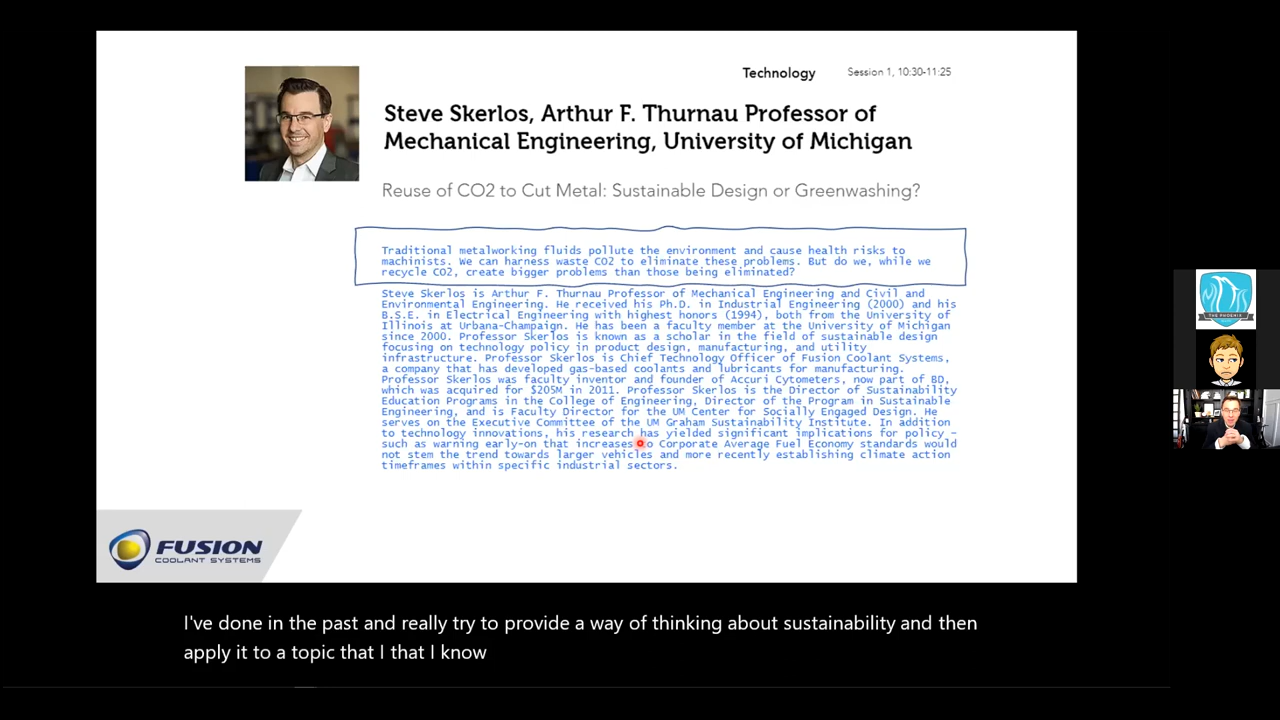 Technology
Session 1, 10:30-11:25
Steve Skerlos, Arthur F. Thurnau Professor of
Mechanical Engineering, University of Michigan
Reuse of CO2 to Cut Metal: Sustainable Design or Greenwashing?
Traditional metalworking fluids pollute the environment and cause health risks to
machinists. We can harness waste CO2 to eliminate these problems. But do we, while we
recycle CO2, create bigger problems than those being eliminated?
Steve Skerlos is Arthur F. Thurnau Professor of Mechanical Engineering and Civil and
Environmental Engineering. He received his Ph.D. in Industrial Engineering (2000) and his
B.S.E. in Electrical Engineering with highest honors (1994), both from the University of
Illinois at Urbana-Champaign. He has been a faculty member at the University of Michigan
since 2000. Professor Skerlos is known as a scholar in the field of sustainable design
focusing on technology policy in product design, manufacturing, and utility
infrastructure. Professor Skerlos is Chief Technology Officer of Fusion Coolant Systems,
a company that has developed gas-based coolants and lubricants for manufacturing.
Professor Skerlos was faculty inventor and founder of Accuri Cytometers, now part of BD,
which was acquired for $205M in 2011. Professor Skerlos is the Director of Sustainability
Education Programs in the College of Engineering, Director of the Program in Sustainable
Engineering, and is Faculty Director for the UM Center for Socially Engaged Design. He
serves on the Executive Committee of the UM Graham Sustainability Institute. In addition
to technology innovations, his research has yielded significant implications for policy –
such as warning early-on that increases to Corporate Average Fuel Economy standards would
not stem the trend towards larger vehicles and more recently establishing climate action
timeframes within specific industrial sectors.
FUSION
COOLANT SYSTEMS
THE PHOENIX
I've done in the past and really try to provide a way of thinking about sustainability and then
apply it to a topic that I that I know